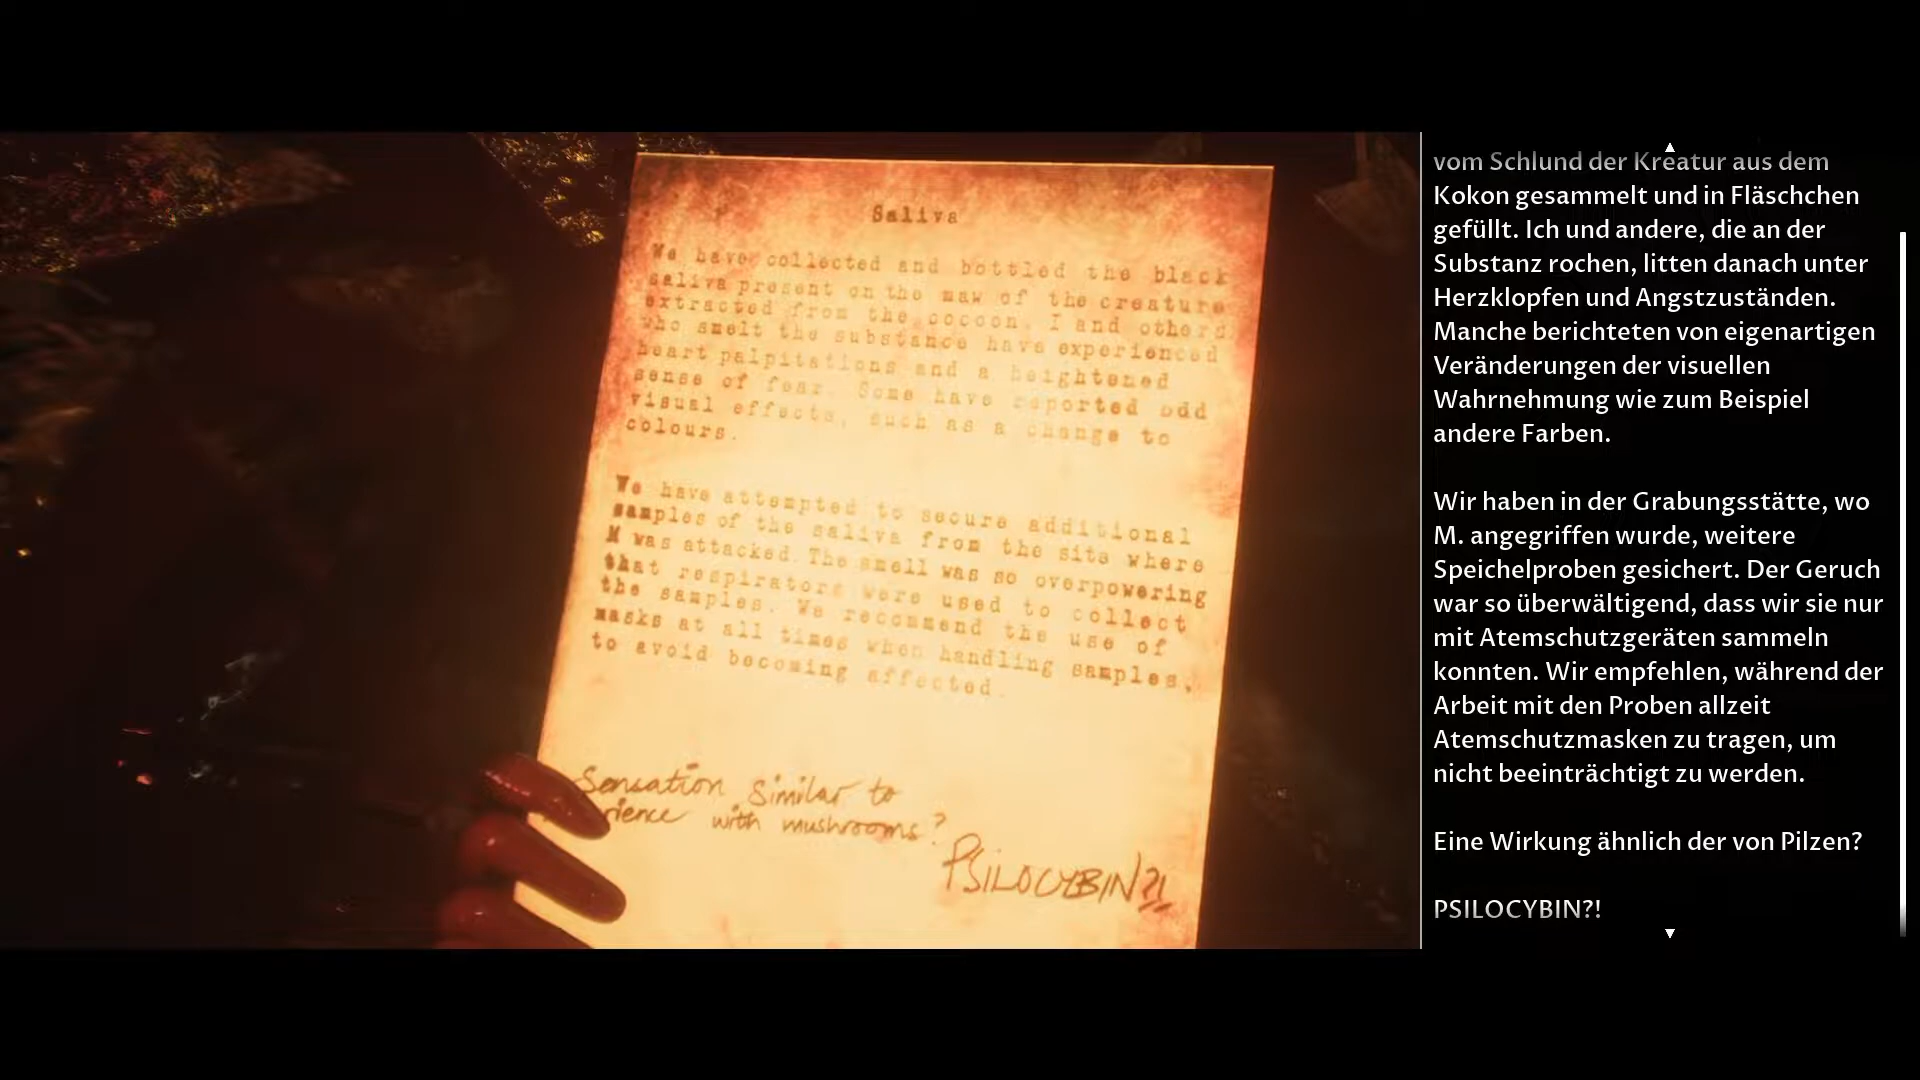 Saliva
We have collected and bottled the black
saliva present on the maw of the creature
extracted from the cocoon. I and others
who smelt the substance have experienced
heart palpitations and a heightened
sense of fear. Some have reported odd
visual effects, such as a change to
colours.
We have attempted to secure additional
samples of the saliva from the site where
M was attacked. The smell was so overpowering
that respirators were used to collect
the samples. We recommend the use of
masks at all times when handling samples,
to avoid becoming affected.
Sensation similar to
rience with mushrooms?
PSILOCYBIN?!
vom Schlund der Kreatur aus dem
Kokon gesammelt und in Fläschchen
gefüllt. Ich und andere, die an der
Substanz rochen, litten danach unter
Herzklopfen und Angstzuständen.
Manche berichteten von eigenartigen
Veränderungen der visuellen
Wahrnehmung wie zum Beispiel
andere Farben.
Wir haben in der Grabungsstätte, wo
M. angegriffen wurde, weitere
Speichelproben gesichert. Der Geruch
war so überwältigend, dass wir sie nur
mit Atemschutzgeräten sammeln
konnten. Wir empfehlen, während der
Arbeit mit den Proben allzeit
Atemschutzmasken zu tragen, um
nicht beeinträchtigt zu werden.
Eine Wirkung ähnlich der von Pilzen?
PSILOCYBIN?!